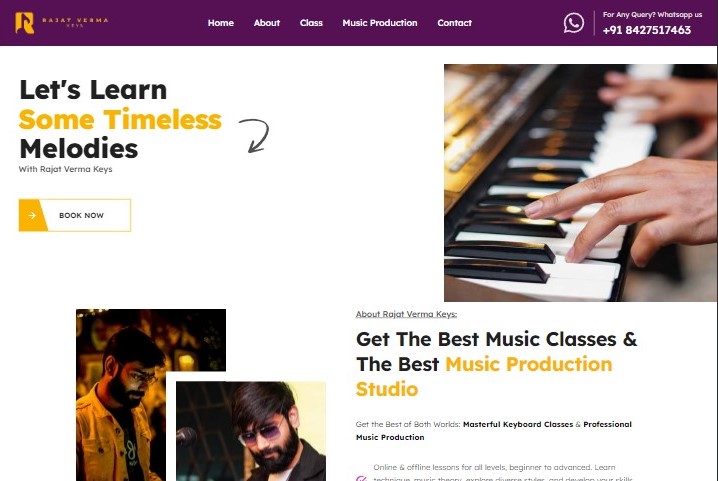 RAJAT VERMA
KEYS
Home About Class Music Production Contact
For Any Query? Whatsapp us
+91 8427517463
Let's Learn
Some Timeless
Melodies
With Rajat Verma Keys
BOOK NOW
About Rajat Verma Keys:
Get The Best Music Classes &
The Best Music Production
Studio
Get the Best of Both Worlds: Masterful Keyboard Classes & Professional
Music Production
Online & offline lessons for all levels, beginner to advanced. Learn
technique, music theory, explore diverse styles, and develop your skills